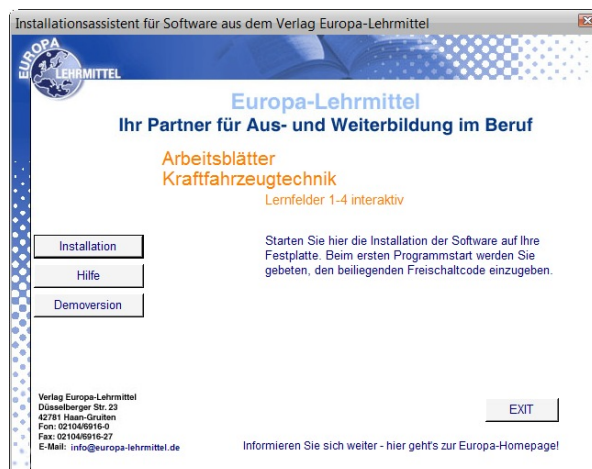 Installationsassistent für Software aus dem Verlag Europa-Lehrmittel
EUROPA
LEHRMITTEL
Europa-Lehrmittel
Ihr Partner für Aus- und Weiterbildung im Beruf
Arbeitsblätter
Kraftfahrzeugtechnik
Lernfelder 1-4 interaktiv
Installation
Hilfe
Demoversion
Starten Sie hier die Installation der Software auf Ihre
Festplatte. Beim ersten Programmstart werden Sie
gebeten, den beiliegenden Freischaltcode einzugeben.
Verlag Europa-Lehrmittel
Düsselberger Str. 23
42781 Haan-Gruiten
Fon: 02104/6916-0
Fax: 02104/6916-27
E-Mail: info@europa-lehrmittel.de
EXIT
Informieren Sie sich weiter - hier geht's zur Europa-Homepage!